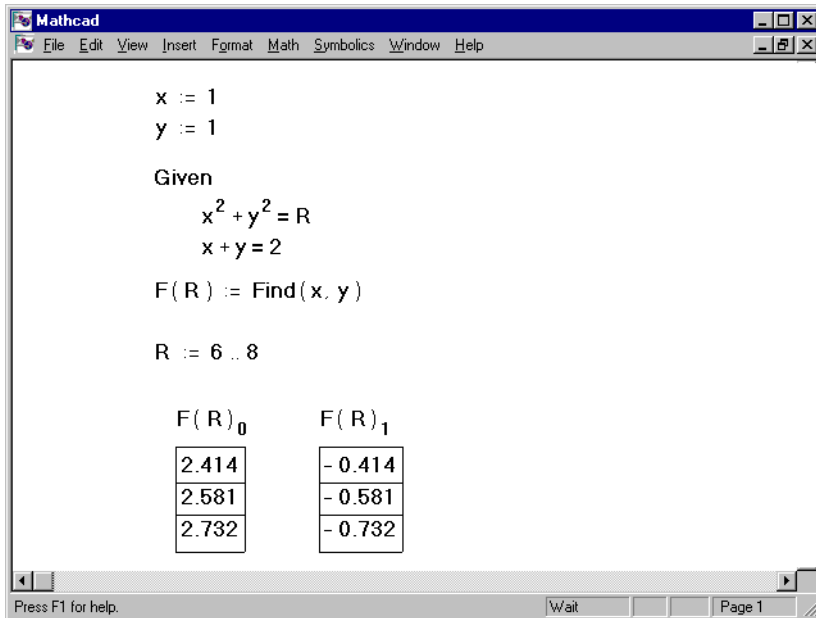 Mathcad
File Edit View Insert Format Math Symbolics Window Help
x := 1
y := 1
Given
x² + y² = R
x + y = 2
F( R ) := Find( x, y )
R := 6 .. 8
F( R )₀ F( R )₁
2.414 - 0.414
2.581 - 0.581
2.732 - 0.732
Press F1 for help. Wait Page 1